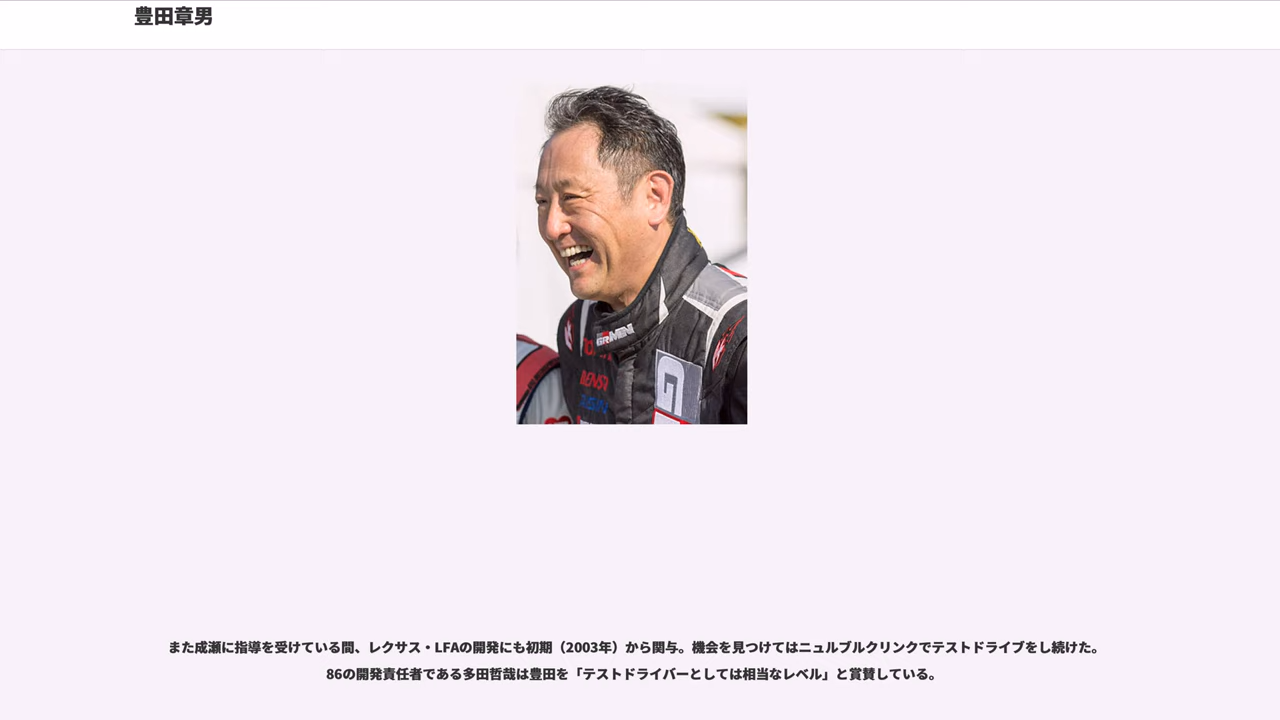 豊田章男
GRMN
また成瀬に指導を受けている間、レクサス・LFAの開発にも初期（2003年）から関与。機会を見つけてはニュルブルクリンクでテストドライブをし続けた。
86の開発責任者である多田哲哉は豊田を「テストドライバーとしては相当なレベル」と賞賛している。